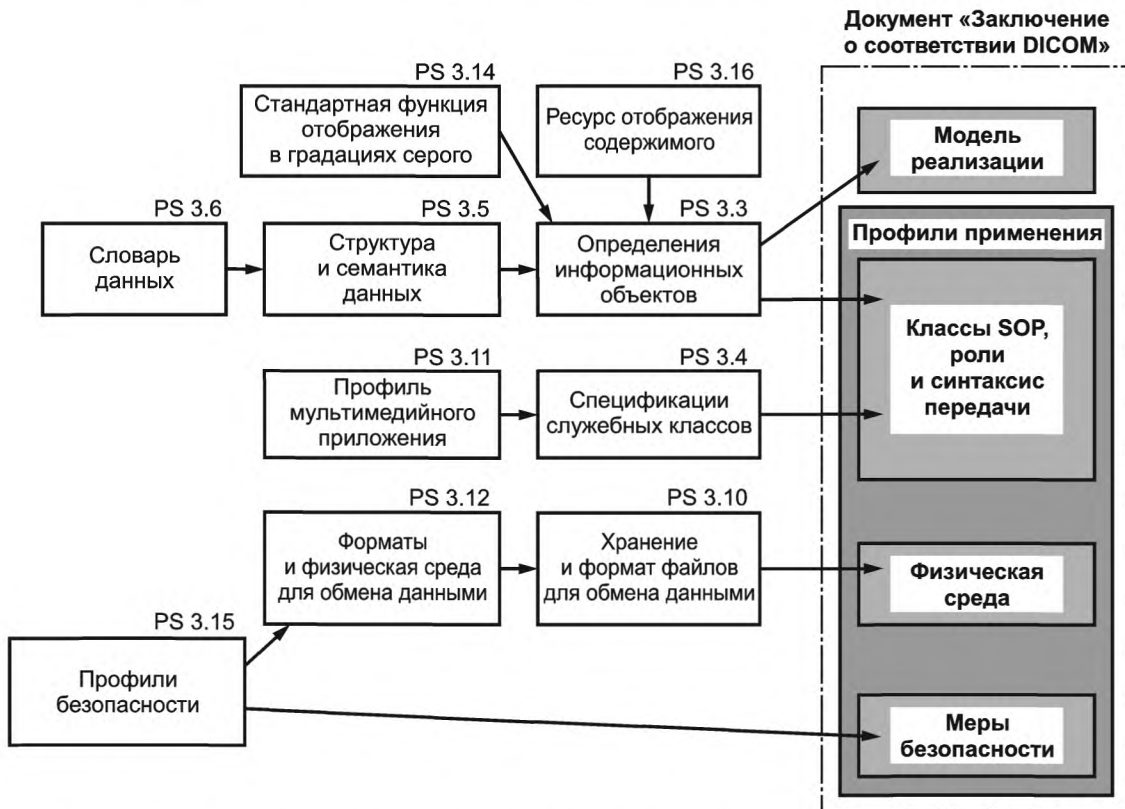 Документ «Заключение
о соответствии DICOM»
PS 3.14
Стандартная функция
отображения
в градациях серого
PS 3.16
Ресурс отображения
содержимого
Модель
реализации
PS 3.6
Словарь
данных
PS 3.5
Структура
и семантика
данных
PS 3.3
Определения
информационных
объектов
Профили применения
Классы SOP,
роли
и синтаксис
передачи
PS 3.11
Профиль
мультимедийного
приложения
PS 3.4
Спецификации
служебных классов
PS 3.12
Форматы
и физическая среда
для обмена данными
PS 3.10
Хранение
и формат файлов
для обмена данными
Физическая
среда
PS 3.15
Профили
безопасности
Меры
безопасности